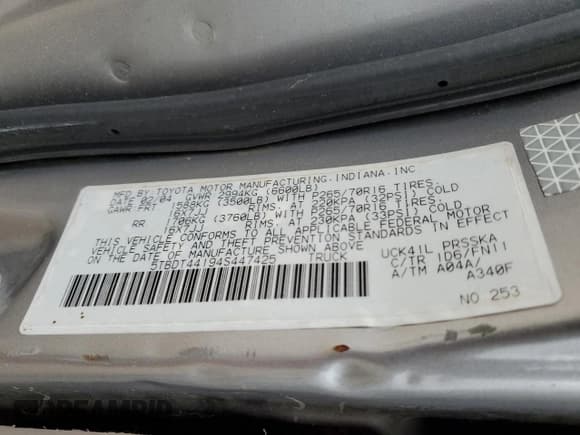 MFD BY: TOYOTA MOTOR MANUFACTURING.INDIANA.INC
DATE 02/04 GVWR 2994KG (6600LB)
GAWR FRT 1588KG (3500LB) WITH P265/70R16 TIRES,
16X7JJ RIMS, AT 220KPA (32PSI) COLD
RR 1706KG (3760LB) WITH P265/70R16 TIRES,
16X7JJ RIMS, AT 230KPA (33PSI) COLD
THIS VEHICLE CONFORMS TO ALL APPLICABLE FEDERAL MOTOR
VEHICLE SAFETY AND THEFT PREVENTION STANDARDS IN EFFECT
ON THE DATE OF MANUFACTURE SHOWN ABOVE
5TBDT44194S447425 TRUCK
UCK41L PRSSKA
C/TR 1D6/FN11
A/TM A04A/
A340F
NO 253